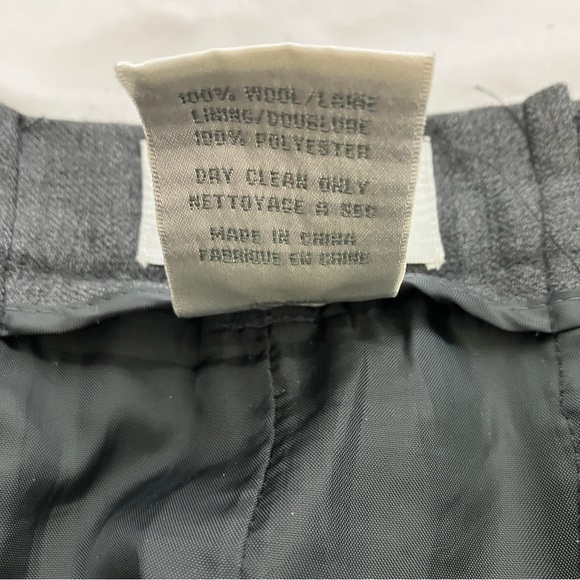 100% WOOL/LAINE
LINING/DOUBLURE
100% POLYESTER
DRY CLEAN ONLY
NETTOYAGE A SEC
MADE IN CHINA
FABRIQUE EN CHINE